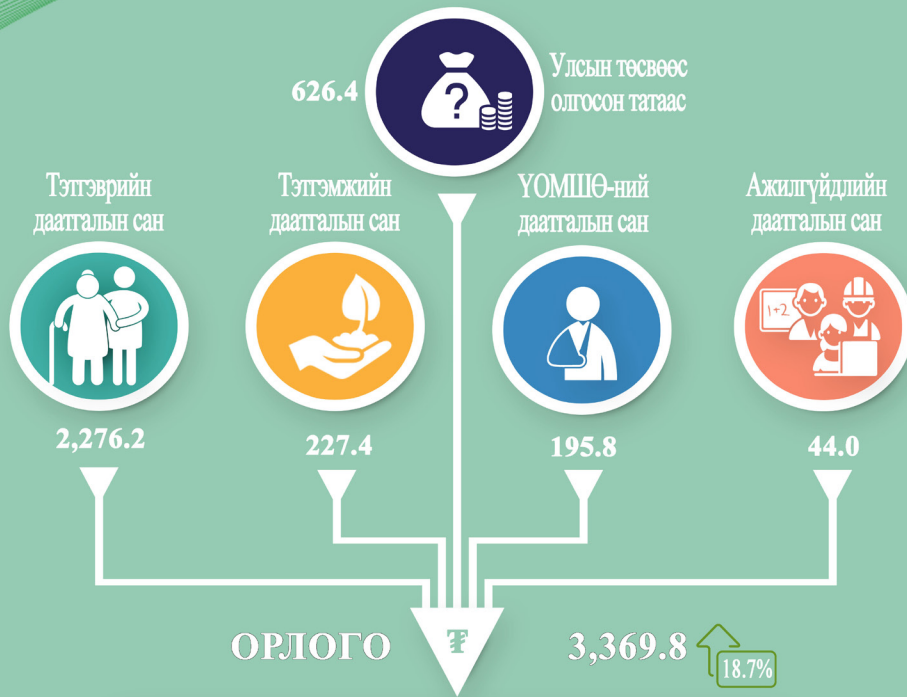 626.4
Улсын төсвөөс
олгосон татаас
Тэтгэврийн
даатгалын сан
Тэтгэмжийн
даатгалын сан
ҮОМШӨ-ний
даатгалын сан
Ажилгүйдлийн
даатгалын сан
1+2
?
2,276.2
227.4
195.8
44.0
ОРЛОГО
₮
3,369.8
18.7%